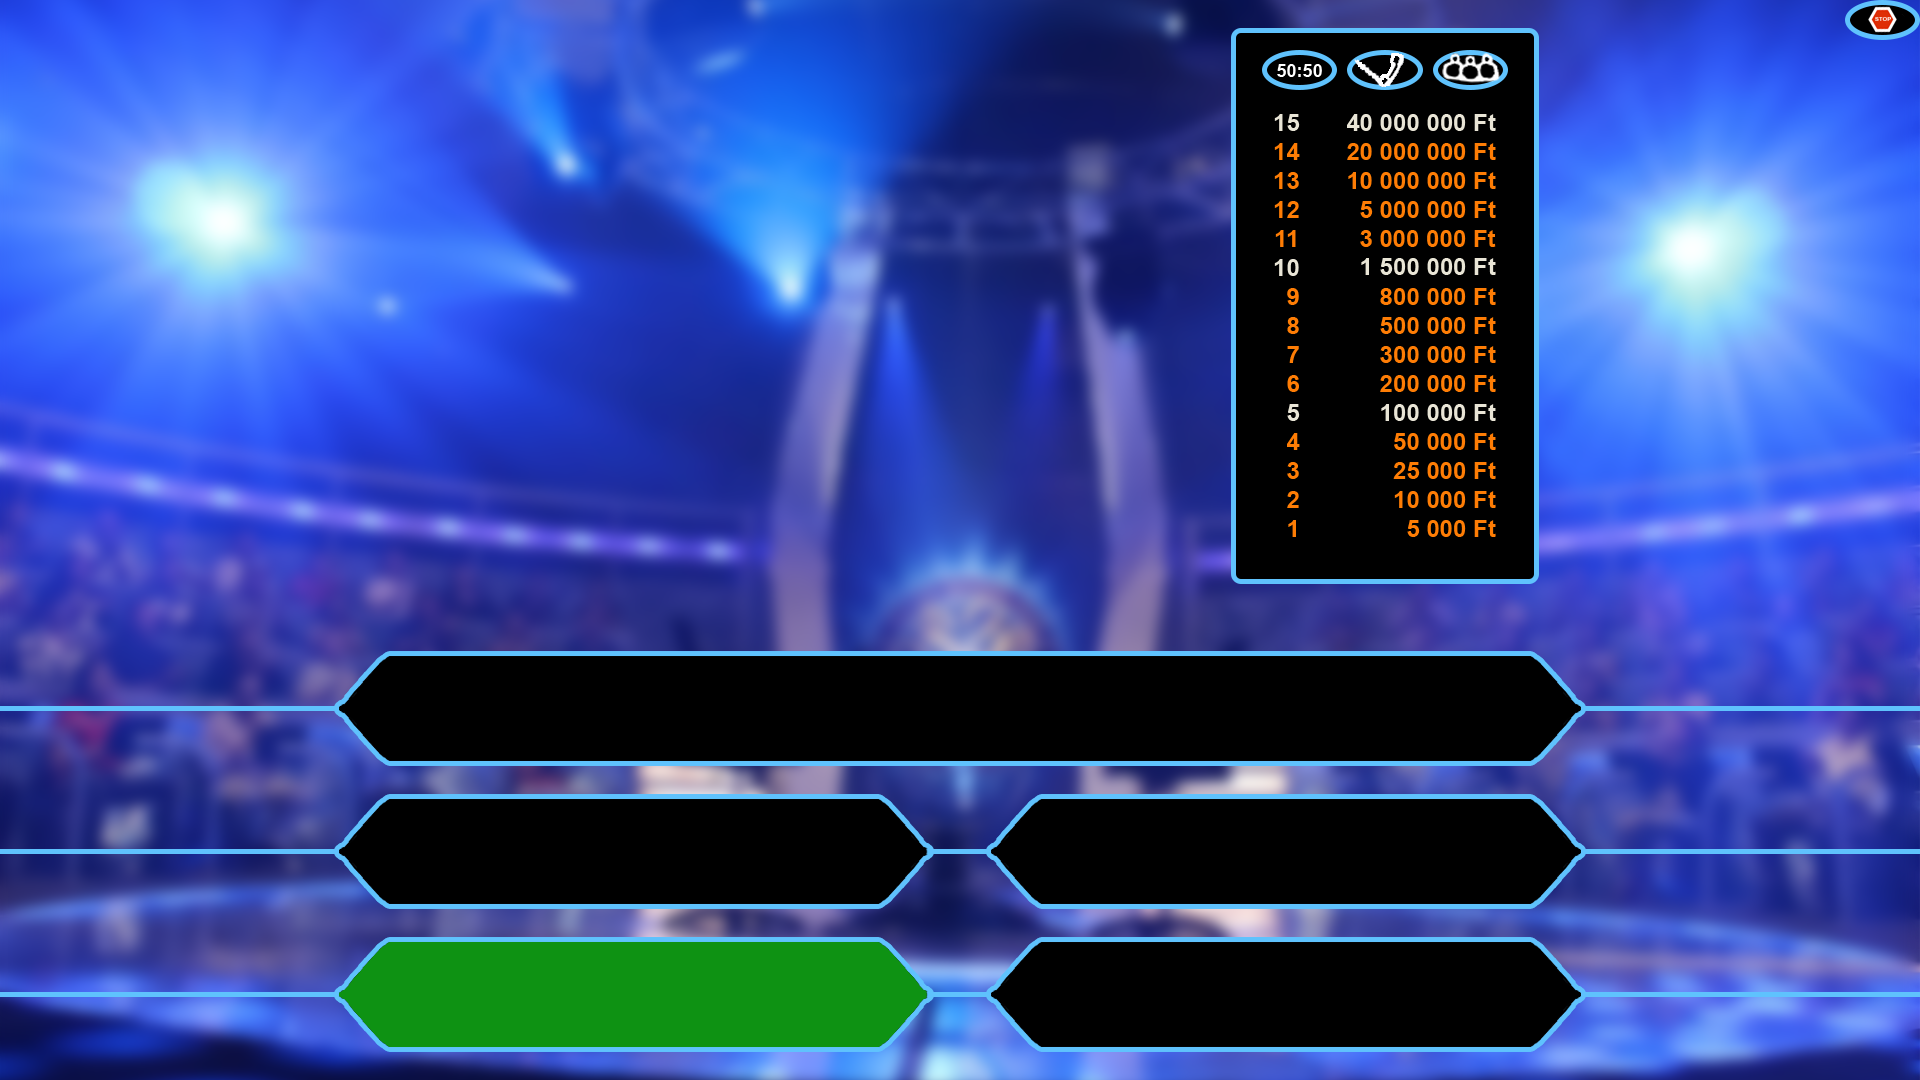 STOP
50:50
15 40 000 000 Ft
14 20 000 000 Ft
13 10 000 000 Ft
12 5 000 000 Ft
11 3 000 000 Ft
10 1 500 000 Ft
9 800 000 Ft
8 500 000 Ft
7 300 000 Ft
6 200 000 Ft
5 100 000 Ft
4 50 000 Ft
3 25 000 Ft
2 10 000 Ft
1 5 000 Ft